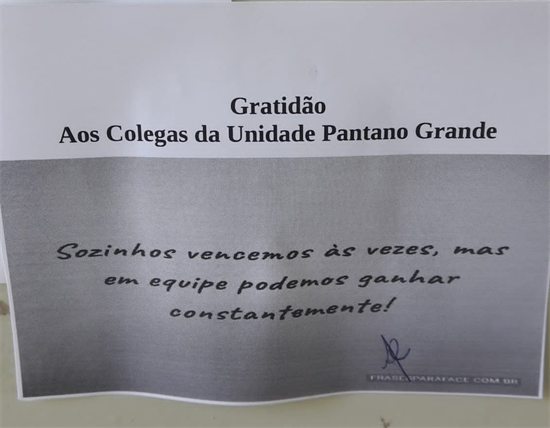 Gratidão
Aos Colegas da Unidade Pantano Grande
Sozinhos vencemos às vezes, mas
em equipe podemos ganhar
constantemente!
FRASESPARAFACE.COM.BR